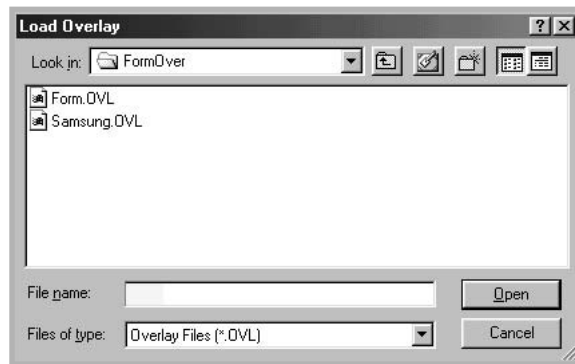 Load Overlay
Look in: FormOver
Form.OVL
Samsung.OVL
File name:
Open
Files of type: Overlay Files (*.OVL)
Cancel